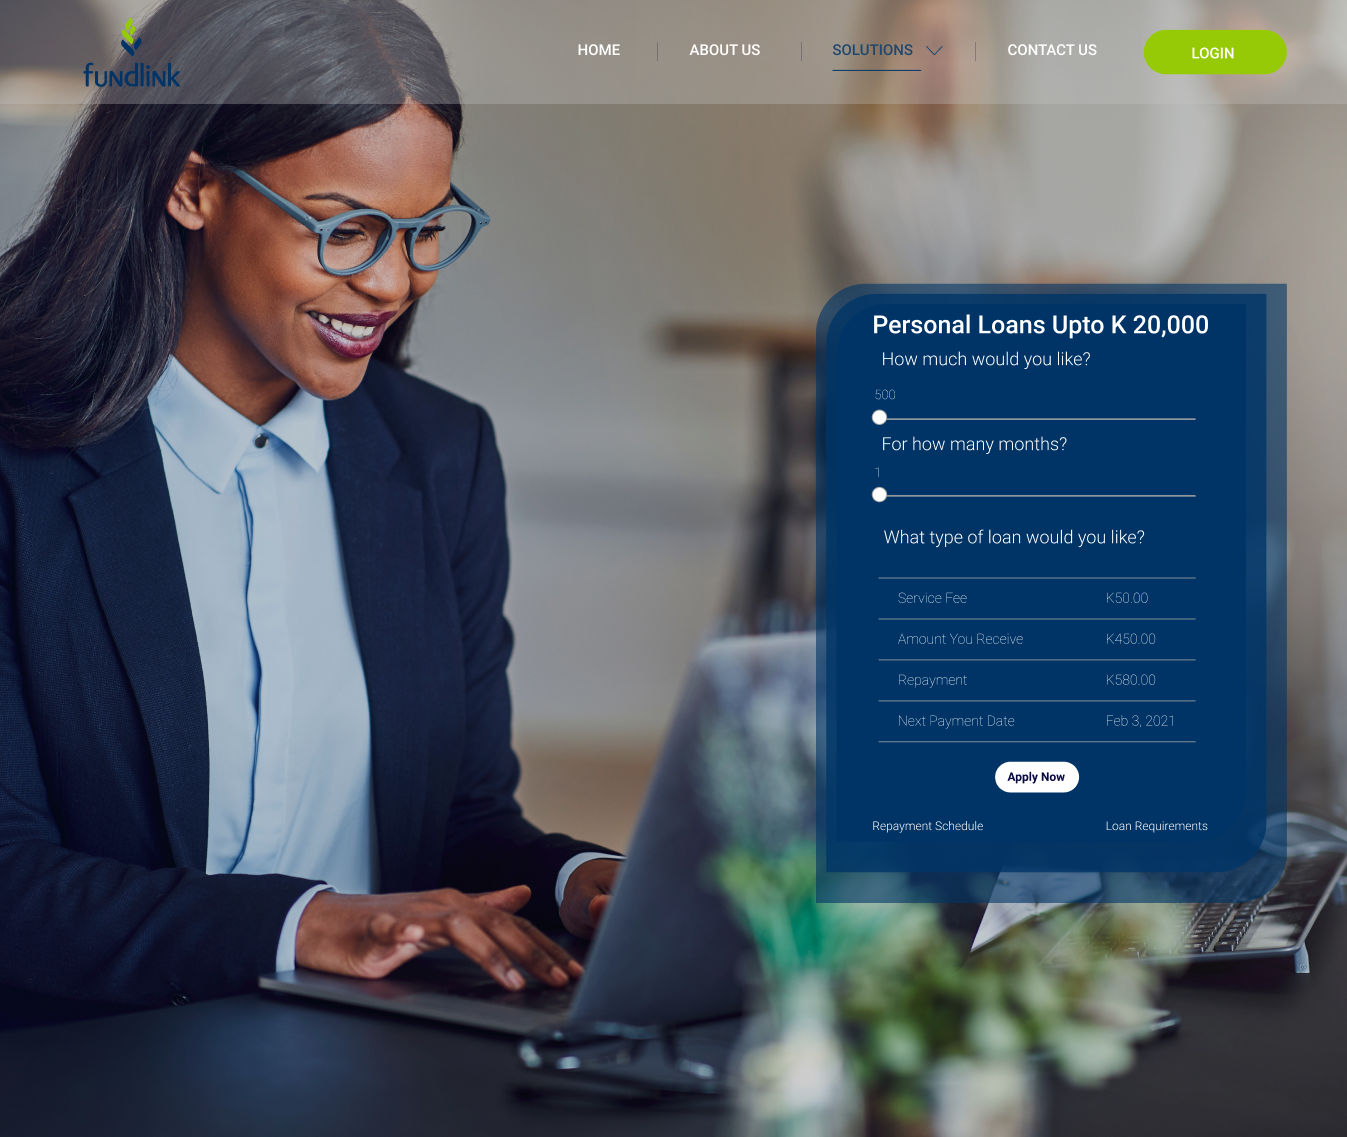 fundlink
HOME
ABOUT US
SOLUTIONS
CONTACT US
LOGIN
Personal Loans Upto K 20,000
How much would you like?
500
For how many months?
1
What type of loan would you like?
Service Fee K50.00
Amount You Receive K450.00
Repayment K580.00
Next Payment Date Feb 3, 2021
Apply Now
Repayment Schedule Loan Requirements